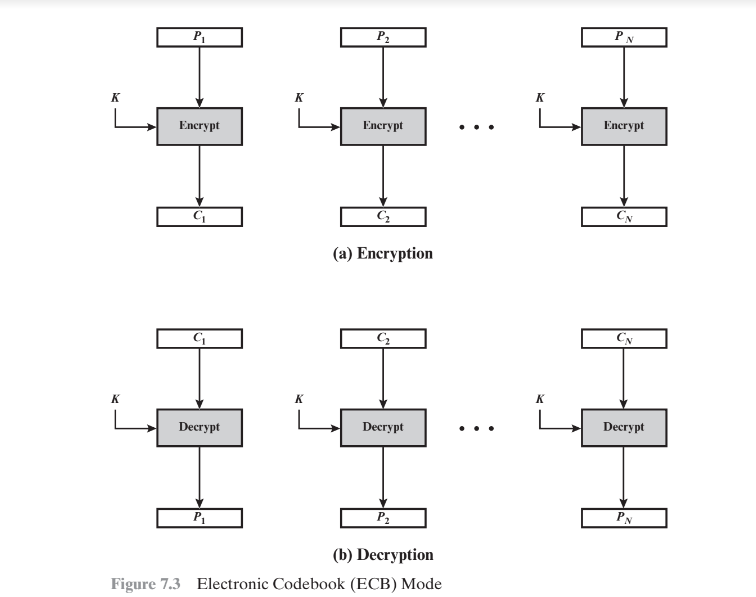 P1 P2 PN
K K K
Encrypt Encrypt • • • Encrypt
C1 C2 CN
(a) Encryption
C1 C2 CN
K K K
Decrypt Decrypt • • • Decrypt
P1 P2 PN
(b) Decryption
Figure 7.3 Electronic Codebook (ECB) Mode